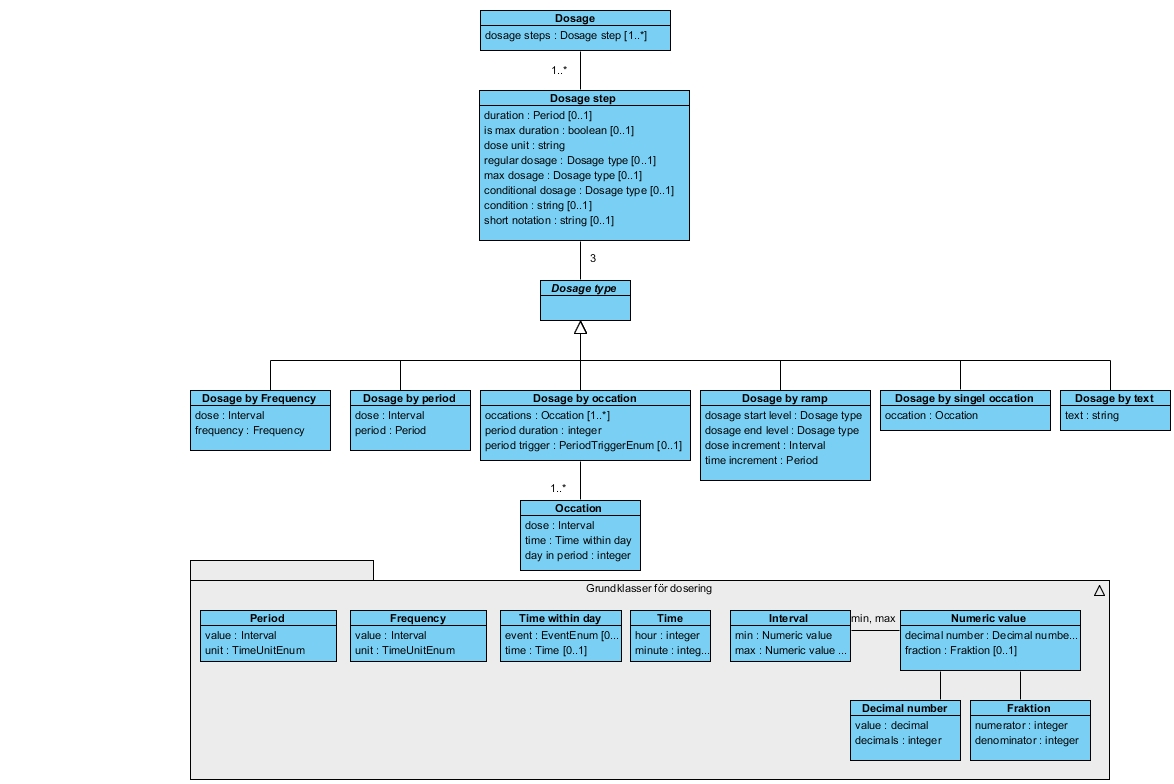 Dosage
dosage steps : Dosage step [1..*]
1..*
Dosage step
duration : Period [0..1]
is max duration : boolean [0..1]
dose unit : string
regular dosage : Dosage type [0..1]
max dosage : Dosage type [0..1]
conditional dosage : Dosage type [0..1]
condition : string [0..1]
short notation : string [0..1]
3
Dosage type
Dosage by Frequency
dose : Interval
frequency : Frequency
Dosage by period
dose : Interval
period : Period
Dosage by occation
occations : Occation [1..*]
period duration : integer
period trigger : PeriodTriggerEnum [0..1]
Dosage by ramp
dosage start level : Dosage type
dosage end level : Dosage type
dose increment : Interval
time increment : Period
Dosage by singel occation
occation : Occation
Dosage by text
text : string
1..*
Occation
dose : Interval
time : Time within day
day in period : integer
Grundklasser för dosering
Period
value : Interval
unit : TimeUnitEnum
Frequency
value : Interval
unit : TimeUnitEnum
Time within day
event : EventEnum [0...
time : Time [0..1]
Time
hour : integer
minute : integ...
Interval
min : Numeric value
max : Numeric value ...
min, max
Numeric value
decimal number : Decimal numbe...
fraction : Fraktion [0..1]
Decimal number
value : decimal
decimals : integer
Fraktion
numerator : integer
denominator : integer